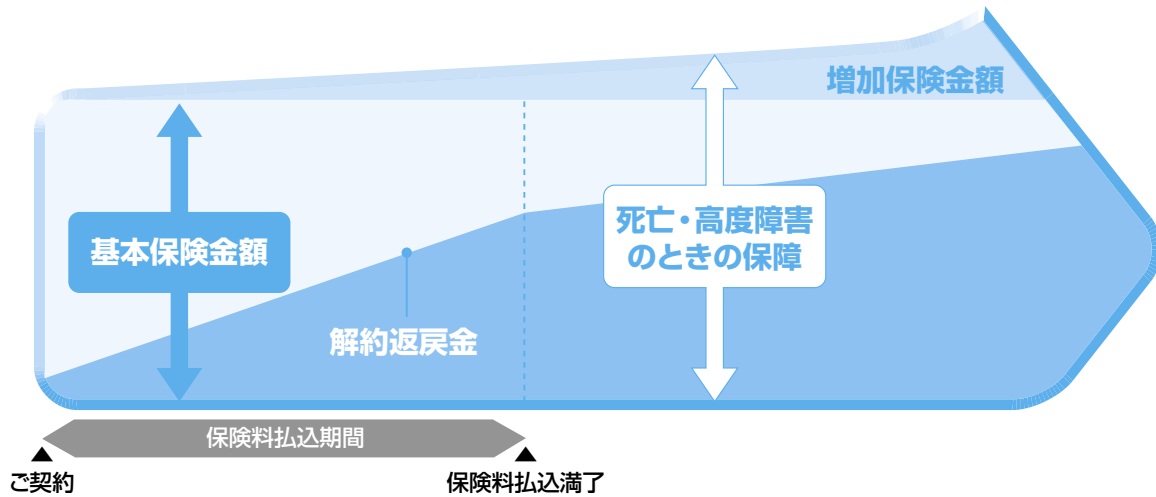 増加保険金額
基本保険金額
死亡・高度障害
のときの保障
解約返戻金
保険料払込期間
ご契約
保険料払込満了